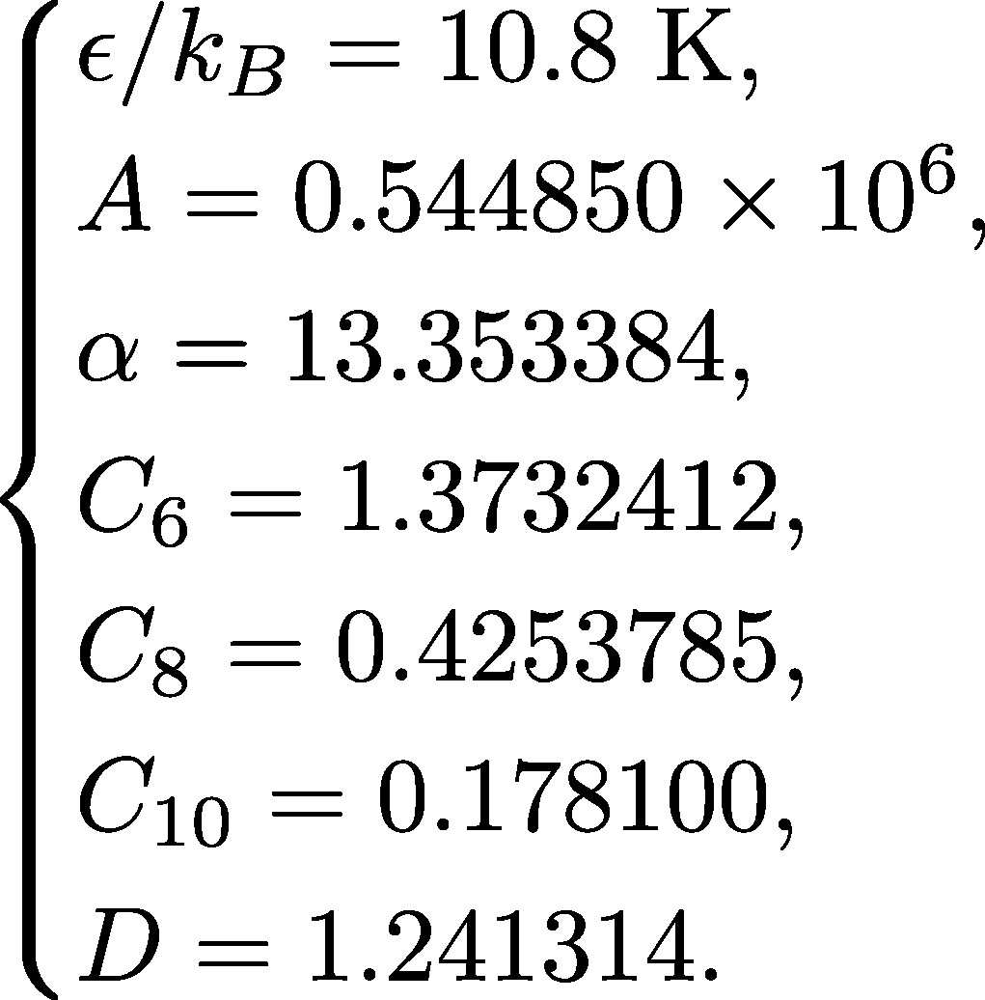 ϵ/k_B = 10.8 K,
A = 0.544850 × 10^6,
α = 13.353384,
C_6 = 1.3732412,
C_8 = 0.4253785,
C_10 = 0.178100,
D = 1.241314.